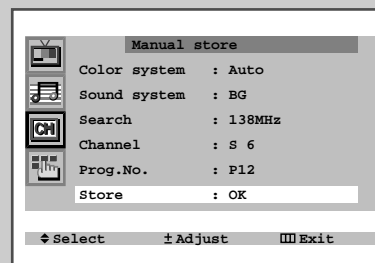 Manual store
Color system : Auto
Sound system : BG
CH Search : 138MHz
Channel : S 6
Prog.No. : P12
Store : OK
Select ± Adjust Exit